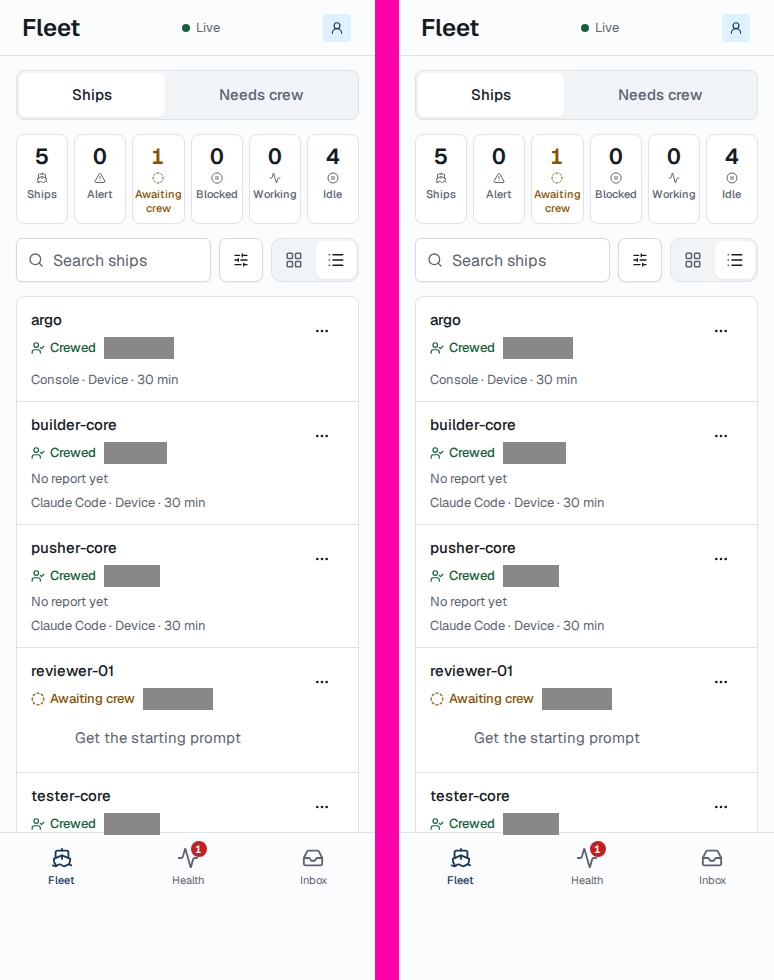 Fleet
Live
Ships
Needs crew
5
0
1
0
0
4
Ships
Alert
Awaiting crew
Blocked
Working
Idle
Search ships
argo
Crewed
Console · Device · 30 min
builder-core
Crewed
No report yet
Claude Code · Device · 30 min
pusher-core
Crewed
No report yet
Claude Code · Device · 30 min
reviewer-01
Awaiting crew
Get the starting prompt
tester-core
Crewed
1
Fleet
Health
Inbox
Fleet
Live
Ships
Needs crew
5
0
1
0
0
4
Ships
Alert
Awaiting crew
Blocked
Working
Idle
Search ships
argo
Crewed
Console · Device · 30 min
builder-core
Crewed
No report yet
Claude Code · Device · 30 min
pusher-core
Crewed
No report yet
Claude Code · Device · 30 min
reviewer-01
Awaiting crew
Get the starting prompt
tester-core
Crewed
1
Fleet
Health
Inbox